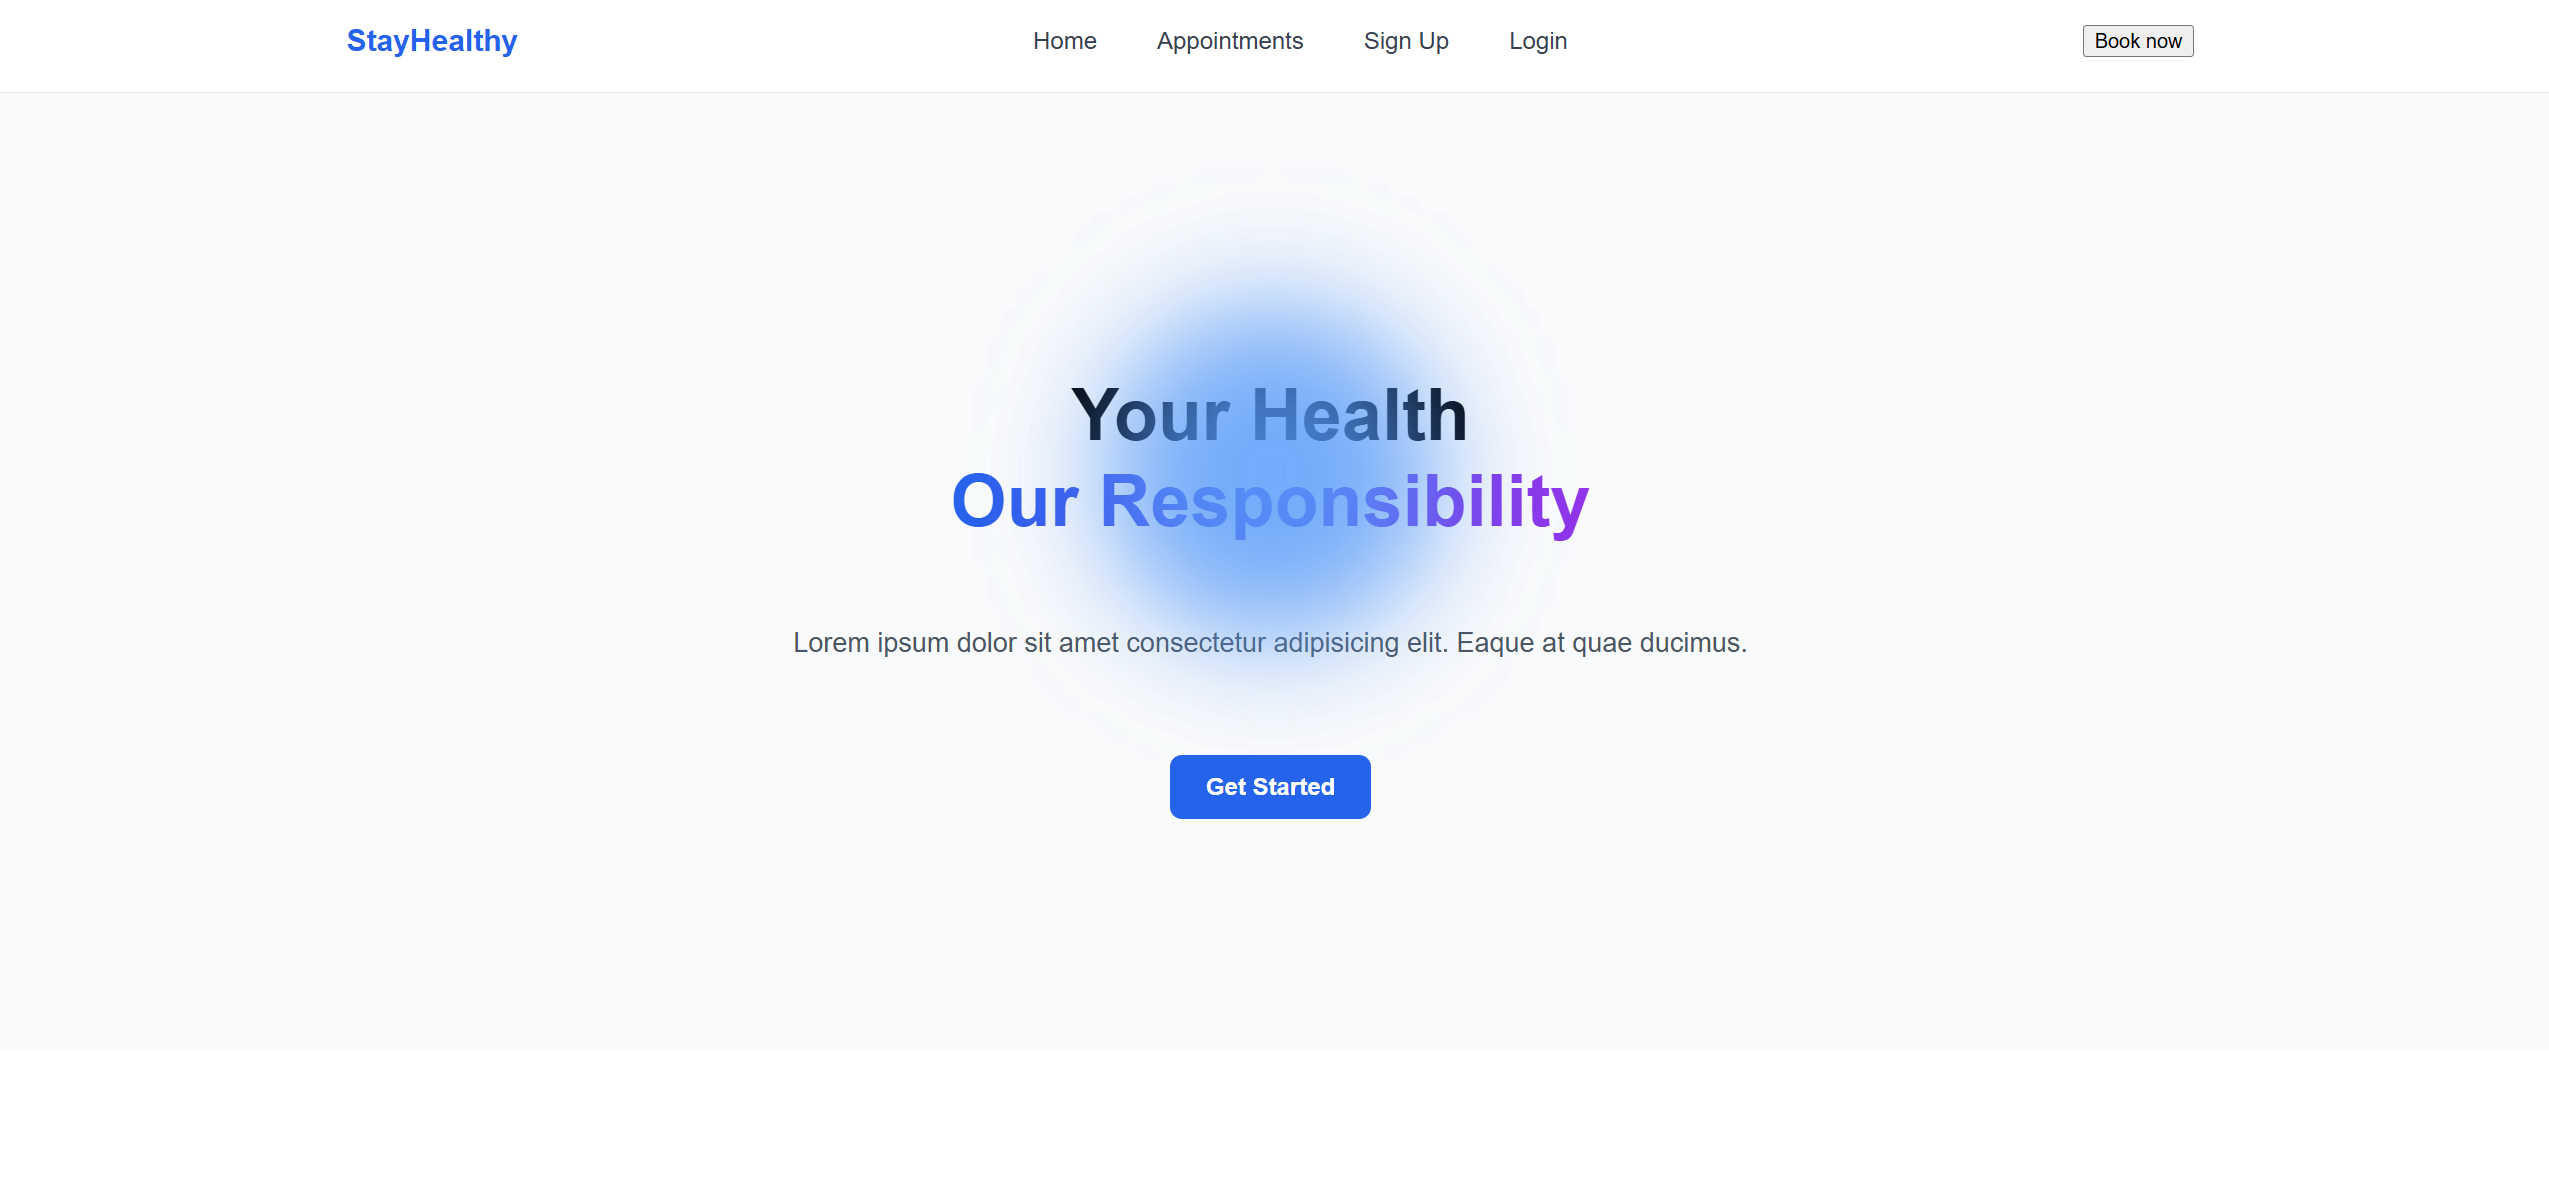 StayHealthy
Home Appointments Sign Up Login
Book now
Your Health
Our Responsibility
Lorem ipsum dolor sit amet consectetur adipisicing elit. Eaque at quae ducimus.
Get Started